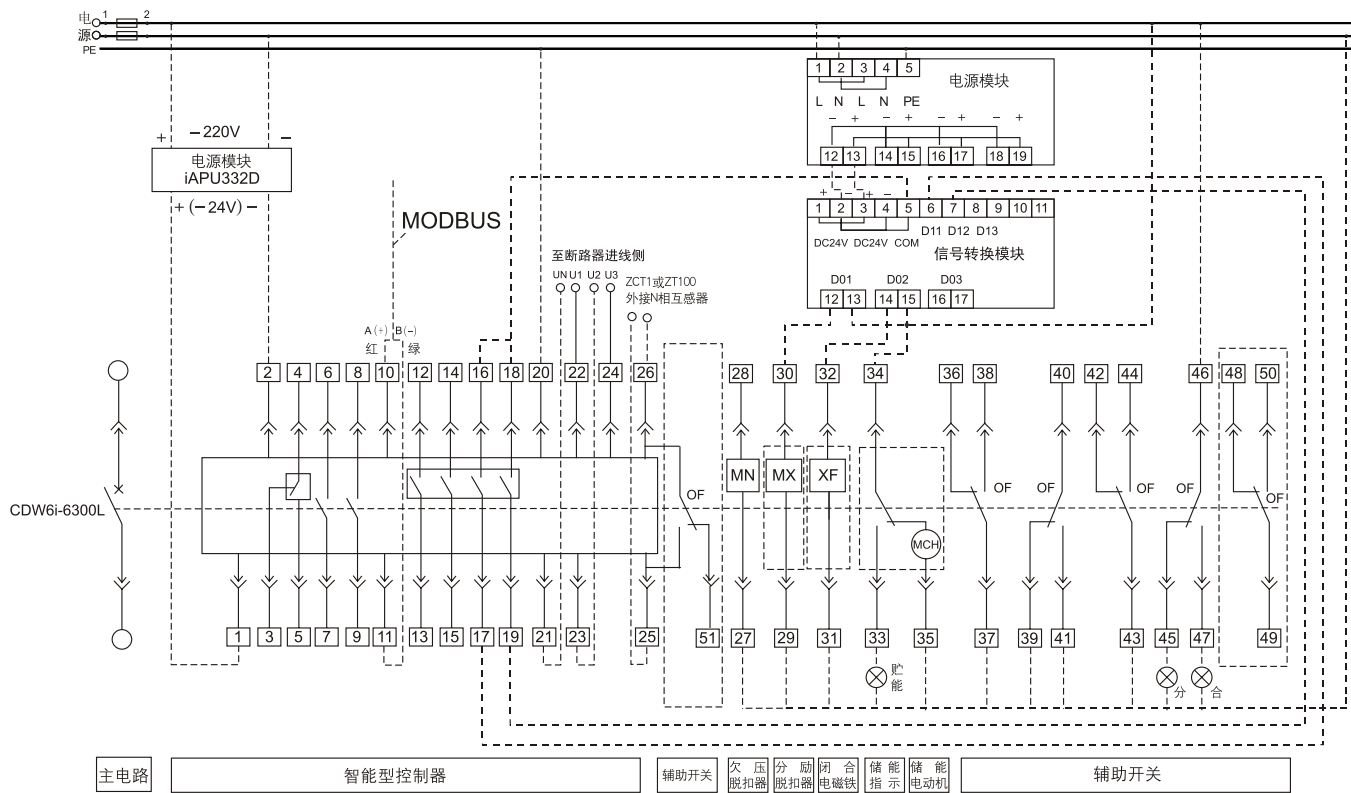 电 1 2
源
PE
1 2 3 4 5
电源模块
L N L N PE
− + − + − + − +
12 13 14 15 16 17 18 19
+ −220V −
电源模块
iAPU332D
+ (−24V) −
MODBUS
+ − + −
1 2 3 4 5 6 7 8 9 10 11
D11 D12 D13
DC24V DC24V COM
信号转换模块
D01 D02 D03
12 13 14 15 16 17
至断路器进线侧
UN U1 U2 U3
ZCT1或ZT100
外接N相互感器
A(+) B(−)
红 绿
2 4 6 8 10 12 14 16 18 20 22 24 26 28 30 32 34 36 38 40 42 44 46 48 50
MN MX XF
OF OF OF OF OF OF
CDW6i-6300L
MCH
1 3 5 7 9 11 13 15 17 19 21 23 25 51 27 29 31 33 35 37 39 41 43 45 47 49
贮
能
分 合
主电路
智能型控制器
辅助开关
欠压
脱扣器
分励
脱扣器
闭合
电磁铁
储能
指示
储能
电动机
辅助开关